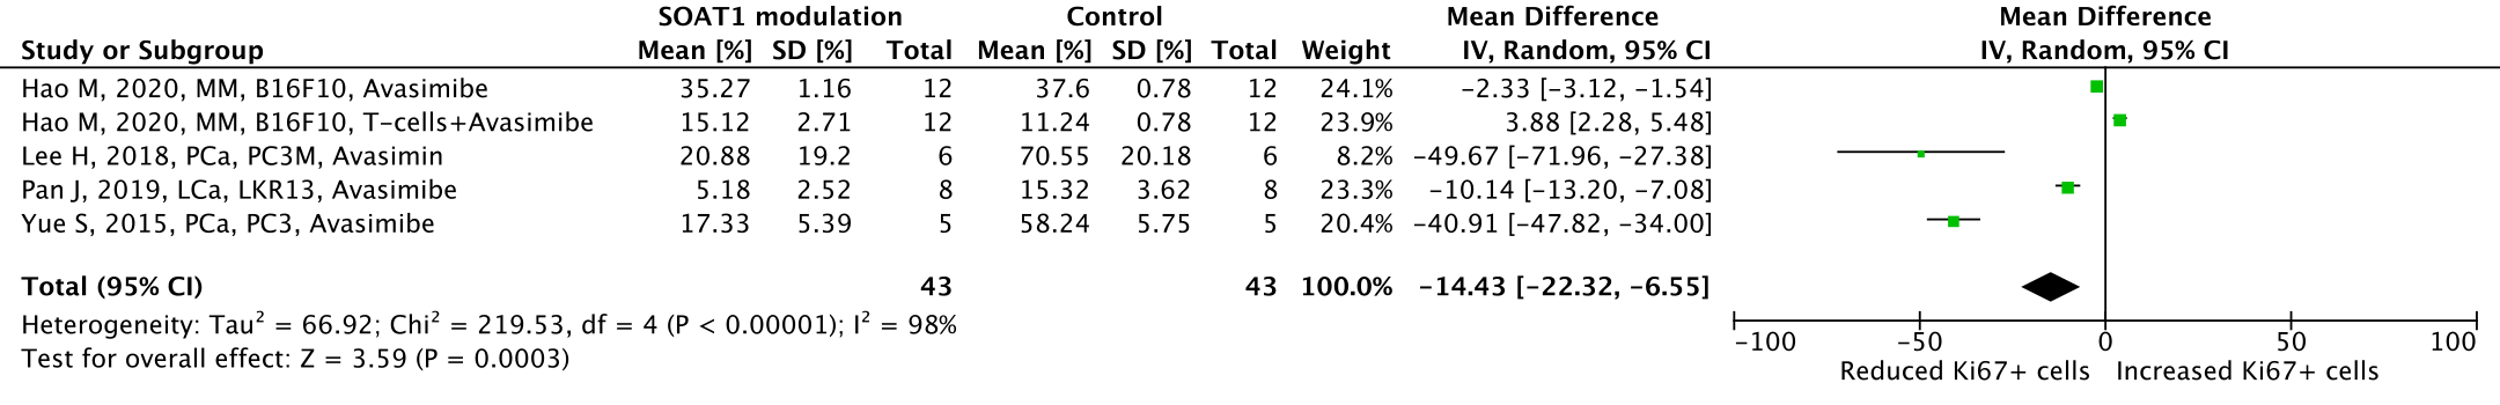 SOAT1 modulation Control Mean Difference Mean Difference
Study or Subgroup Mean [%] SD [%] Total Mean [%] SD [%] Total Weight IV, Random, 95% CI IV, Random, 95% CI
Hao M, 2020, MM, B16F10, Avasimibe 35.27 1.16 12 37.6 0.78 12 24.1% −2.33 [−3.12, −1.54]
Hao M, 2020, MM, B16F10, T-cells+Avasimibe 15.12 2.71 12 11.24 0.78 12 23.9% 3.88 [2.28, 5.48]
Lee H, 2018, PCa, PC3M, Avasimin 20.88 19.2 6 70.55 20.18 6 8.2% −49.67 [−71.96, −27.38]
Pan J, 2019, LCa, LKR13, Avasimibe 5.18 2.52 8 15.32 3.62 8 23.3% −10.14 [−13.20, −7.08]
Yue S, 2015, PCa, PC3, Avasimibe 17.33 5.39 5 58.24 5.75 5 20.4% −40.91 [−47.82, −34.00]
Total (95% CI) 43 43 100.0% −14.43 [−22.32, −6.55]
Heterogeneity: Tau² = 66.92; Chi² = 219.53, df = 4 (P < 0.00001); I² = 98%
Test for overall effect: Z = 3.59 (P = 0.0003)
−100 −50 0 50 100
Reduced Ki67+ cells Increased Ki67+ cells